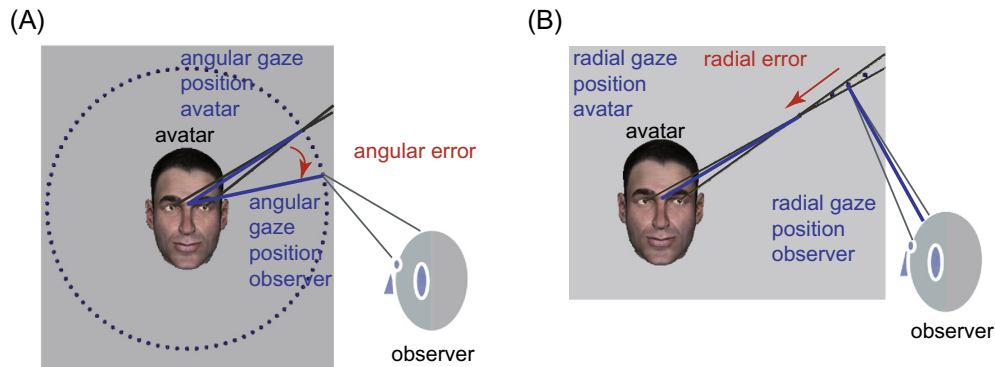 (A)
angular gaze
position
avatar
avatar
angular error
angular
gaze
position
observer
observer
(B)
radial gaze
position
avatar
radial error
avatar
radial gaze
position
observer
observer